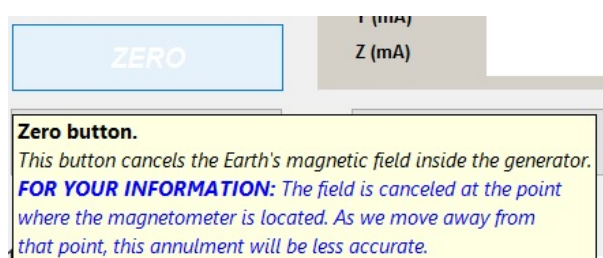 Y (mA)
ZERO
Z (mA)
Zero button.
This button cancels the Earth's magnetic field inside the generator.
FOR YOUR INFORMATION: The field is canceled at the point
where the magnetometer is located. As we move away from
that point, this annulment will be less accurate.